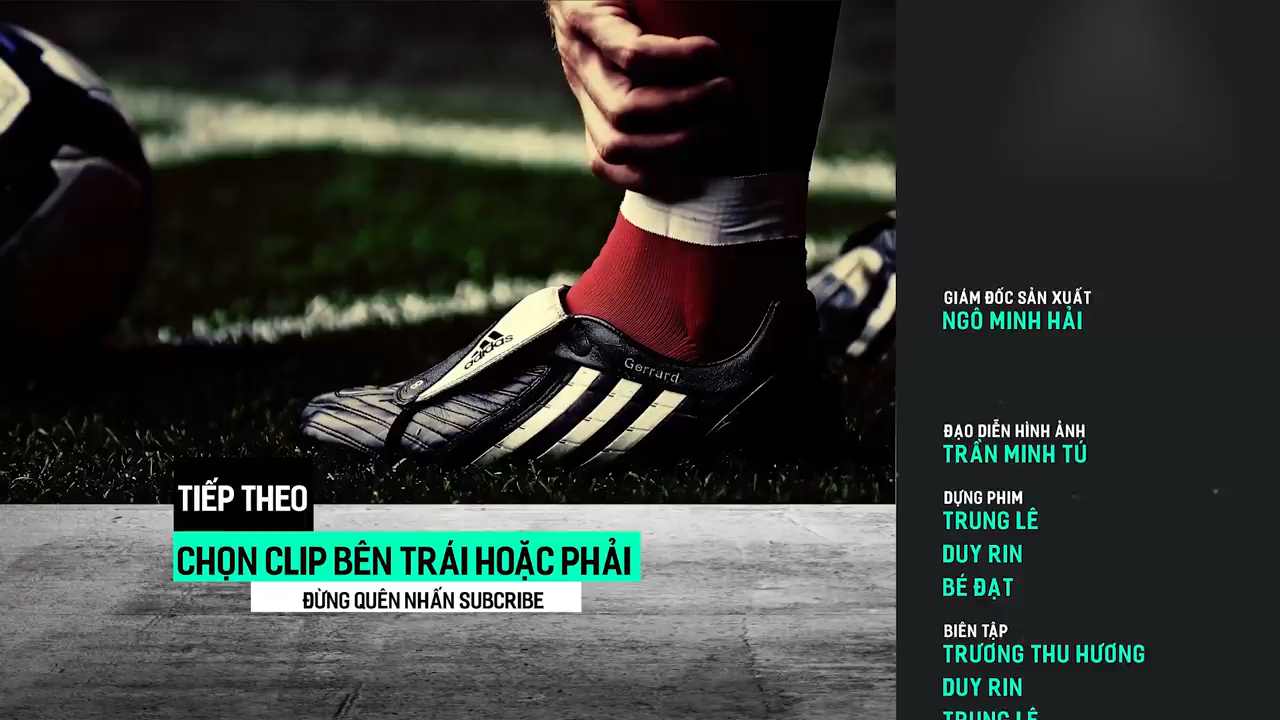 adidas
Gerrard
TIẾP THEO
CHỌN CLIP BÊN TRÁI HOẶC PHẢI
ĐỪNG QUÊN NHẤN SUBCRIBE
GIÁM ĐỐC SẢN XUẤT
NGÔ MINH HẢI
ĐẠO DIỄN HÌNH ẢNH
TRẦN MINH TÚ
DỰNG PHIM
TRUNG LÊ
DUY RIN
BÉ ĐẠT
BIÊN TẬP
TRƯƠNG THU HƯƠNG
DUY RIN
TRUNG LÊ